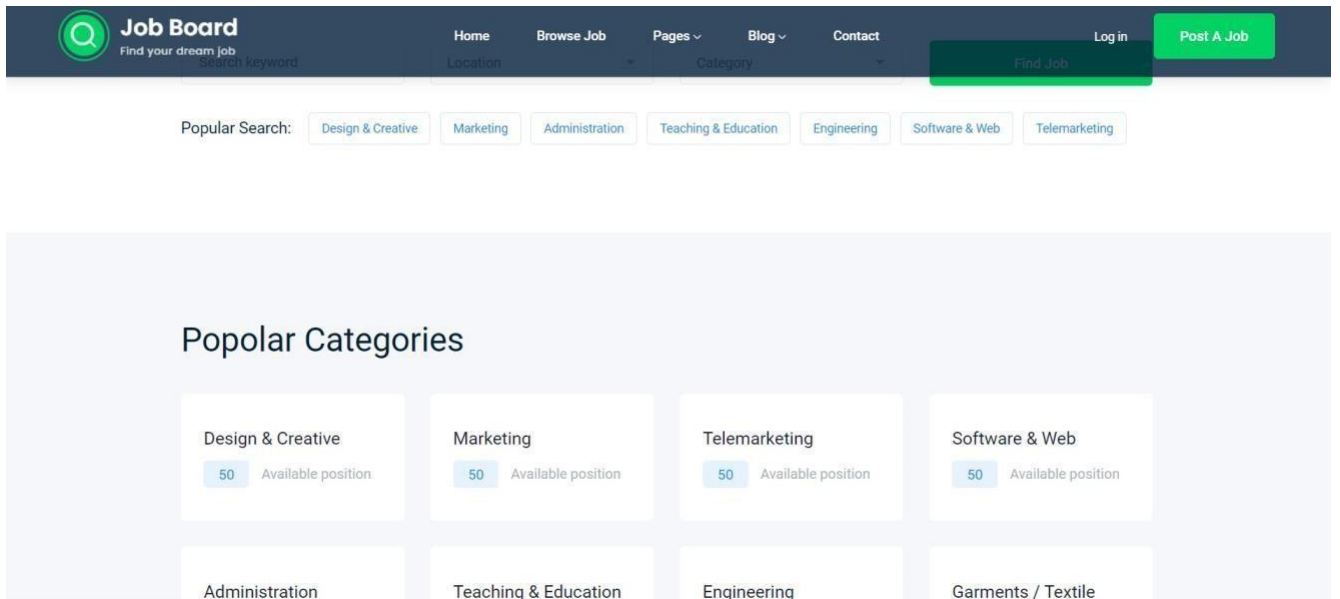 Job Board
Find your dream job
Home Browse Job Pages Blog Contact Log in Post A Job
Search keyword Location Category Find Job
Popular Search: Design & Creative Marketing Administration Teaching & Education Engineering Software & Web Telemarketing
Popolar Categories
Design & Creative Marketing Telemarketing Software & Web
50 Available position 50 Available position 50 Available position 50 Available position
Administration Teaching & Education Engineering Garments / Textile